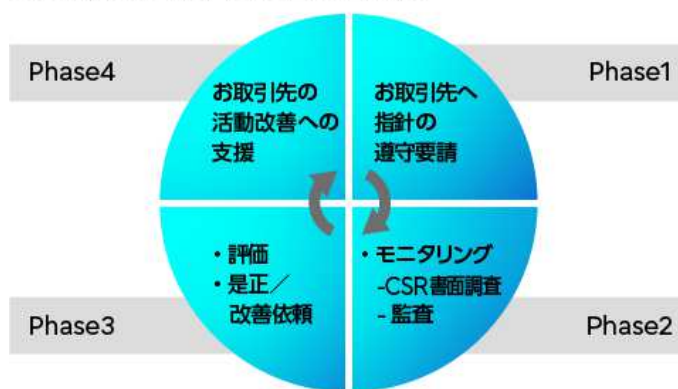 Phase4
お取引先の
活動改善への
支援
お取引先へ
指針の
遵守要請
Phase1
・評価
・是正／
改善依頼
・モニタリング
-CSR書面調査
-監査
Phase3
Phase2